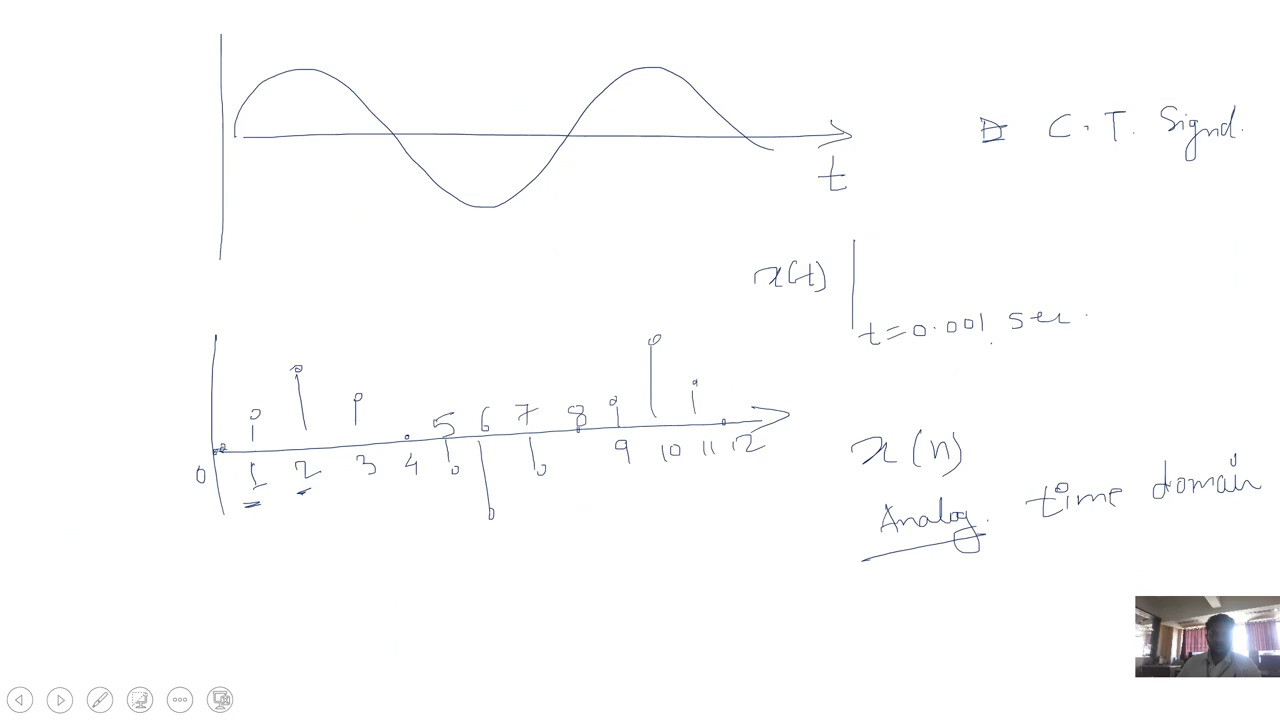 C.T. Signal.
t
x(t)
t=0.001 sec.
5 6 7 8
0 1 2 3 4 9 10 11 12
x(n)
Analog. time domain